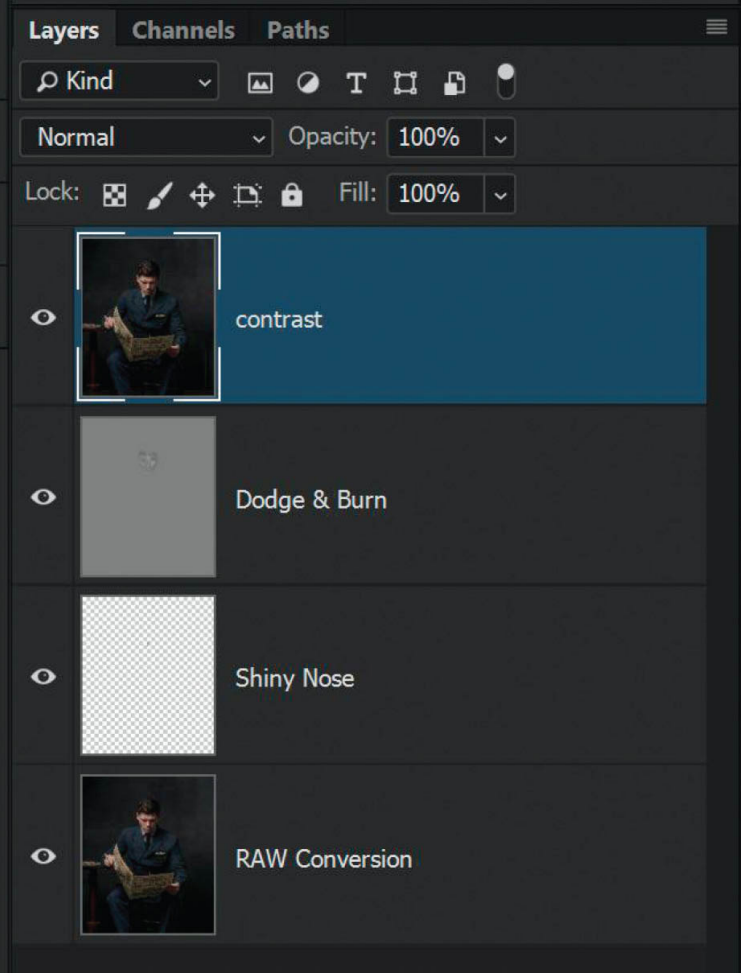 Layers Channels Paths
Kind
Normal Opacity: 100%
Lock: Fill: 100%
contrast
Dodge & Burn
Shiny Nose
RAW Conversion